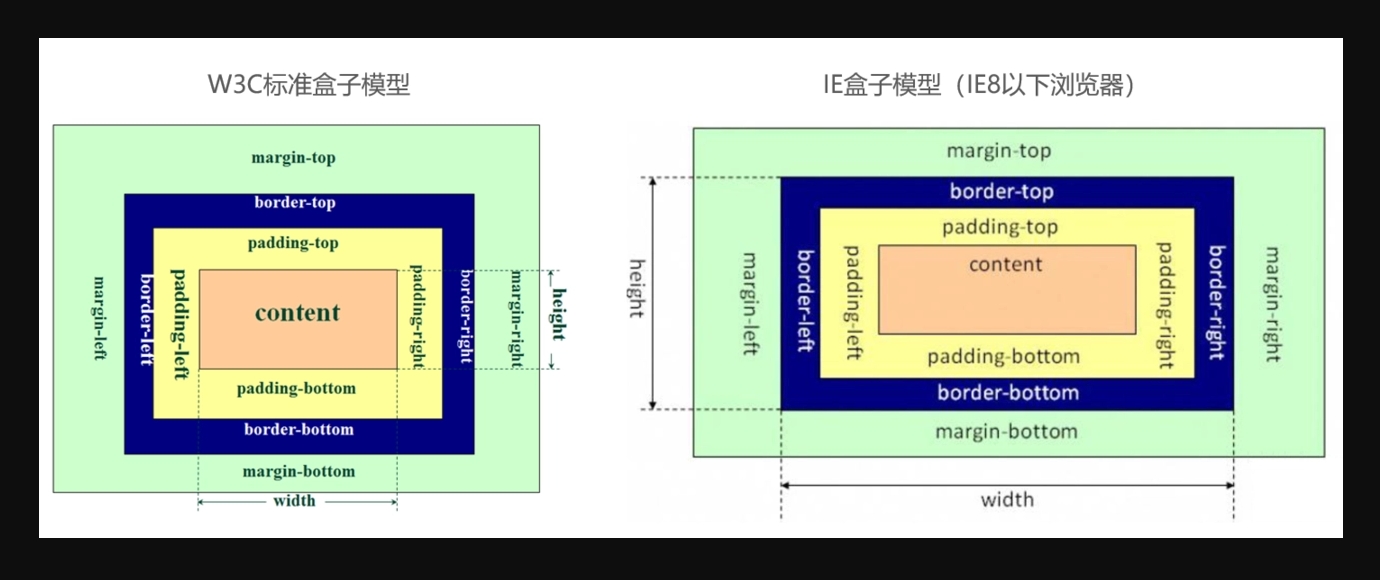 W3C标准盒子模型
margin-top
border-top
padding-top
margin-left
border-left
padding-left
content
padding-right
border-right
margin-right
height
padding-bottom
border-bottom
margin-bottom
width
IE盒子模型（IE8以下浏览器）
margin-top
border-top
padding-top
height
margin-left
border-left
padding-left
content
padding-right
border-right
margin-right
padding-bottom
border-bottom
margin-bottom
width